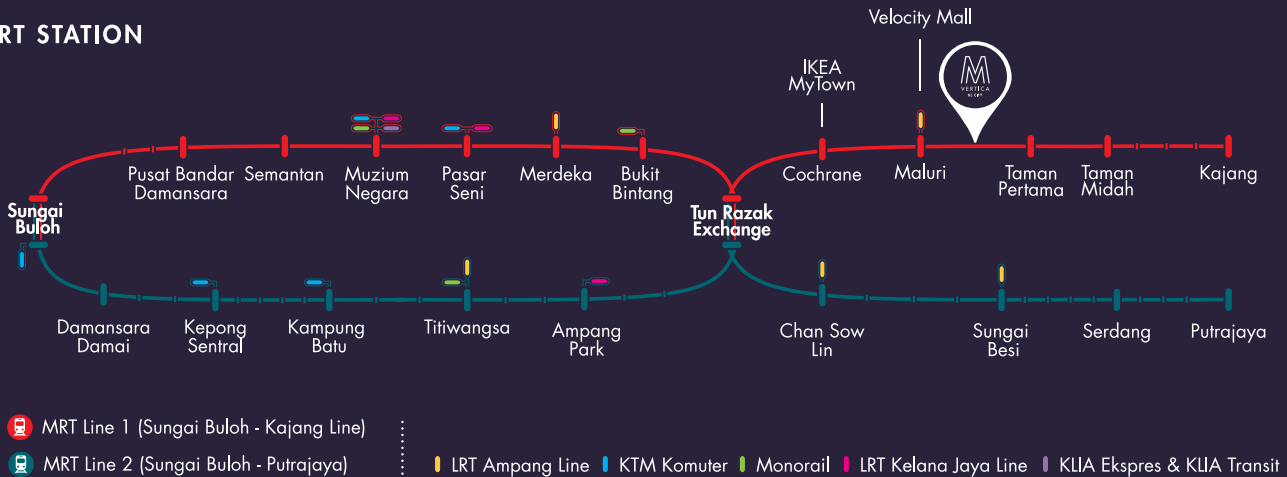 RT STATION
Velocity Mall
IKEA
MyTown
M
VERTICA
Pusat Bandar
Damansara
Semantan
Muzium
Negara
Pasar
Seni
Merdeka
Bukit
Bintang
Cochrane
Maluri
Taman
Pertama
Taman
Midah
Kajang
Sungai
Buloh
Tun Razak
Exchange
Damansara
Damai
Kepong
Sentral
Kampung
Batu
Titiwangsa
Ampang
Park
Chan Sow
Lin
Sungai
Besi
Serdang
Putrajaya
MRT Line 1 (Sungai Buloh - Kajang Line)
MRT Line 2 (Sungai Buloh - Putrajaya)
LRT Ampang Line
KTM Komuter
Monorail
LRT Kelana Jaya Line
KLIA Ekspres & KLIA Transit